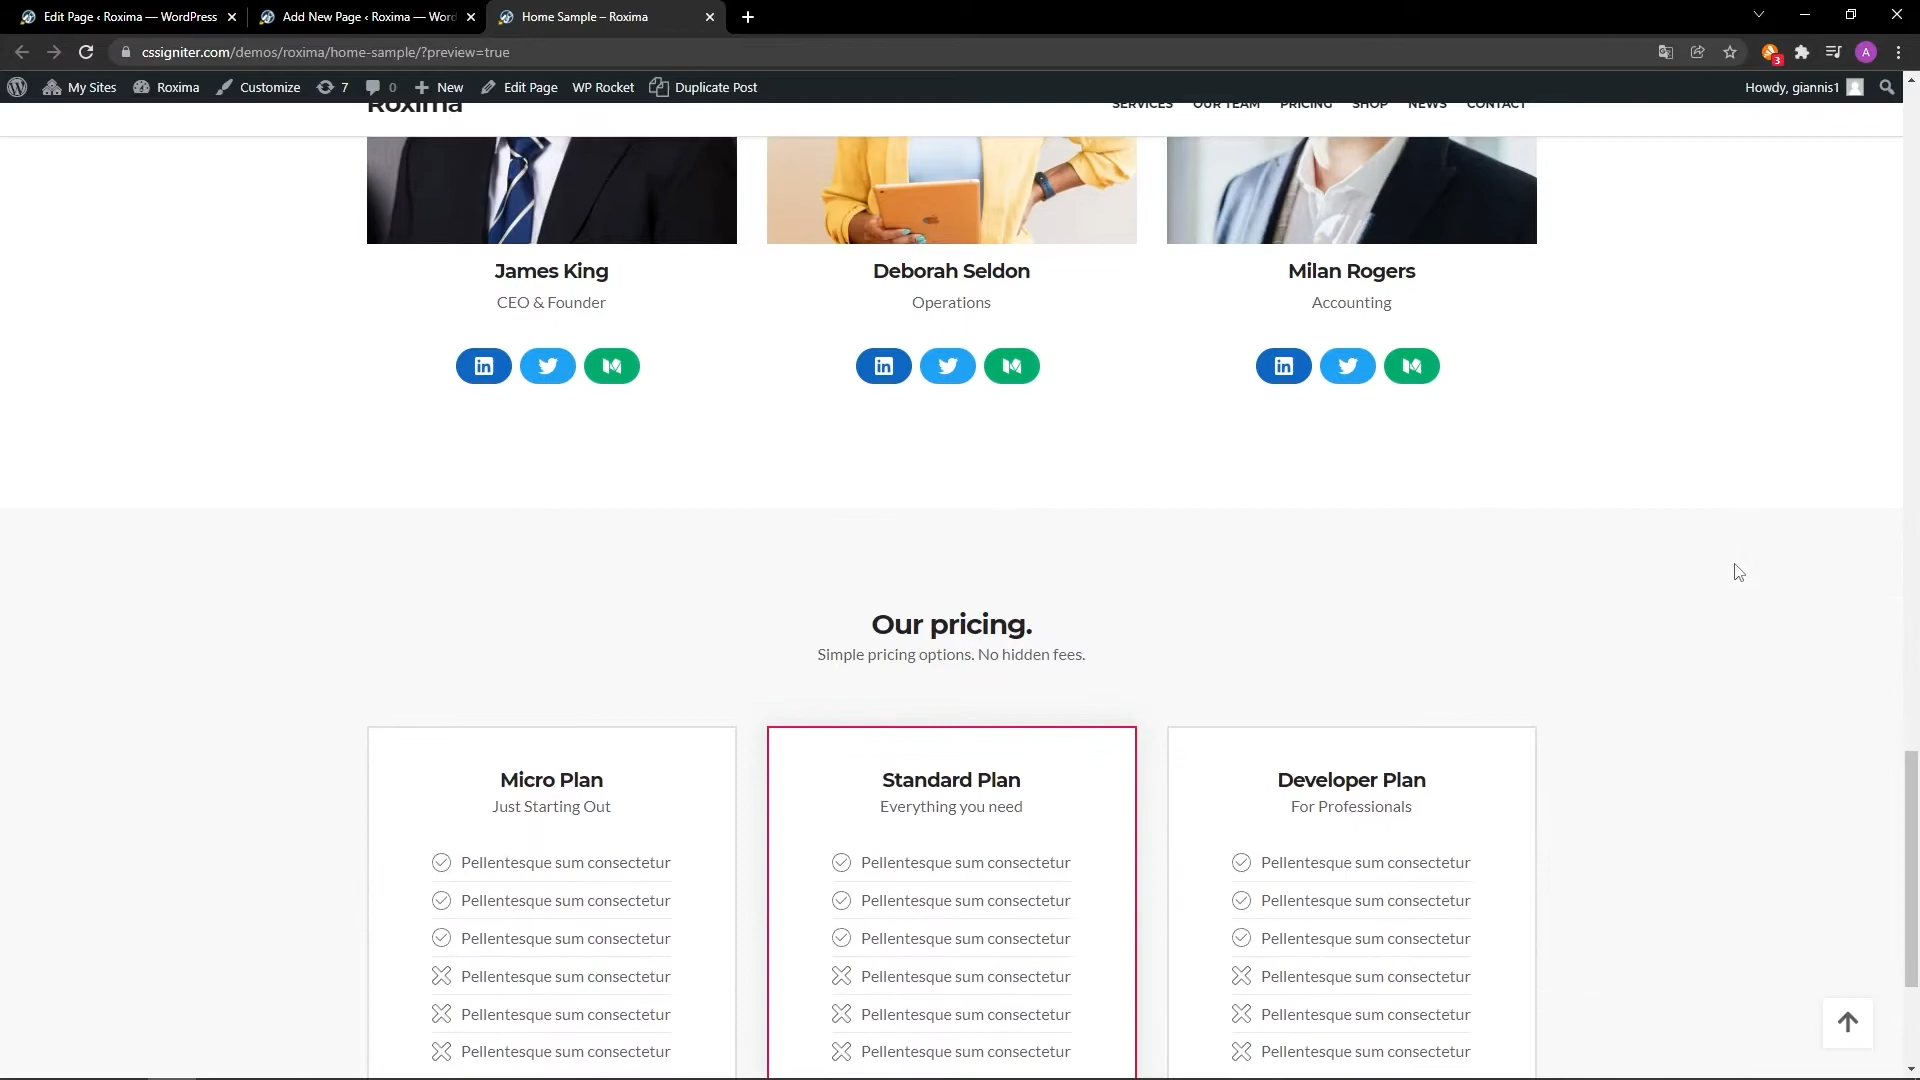 Edit Page ‹ Roxima — WordPress
Add New Page ‹ Roxima — Word
Home Sample – Roxima
cssigniter.com/demos/roxima/home-sample/?preview=true
3
A
My Sites
Roxima
Customize
7
0
New
Edit Page
WP Rocket
Duplicate Post
Howdy, giannis1
Roxima
SERVICES
OUR TEAM
PRICING
SHOP
NEWS
CONTACT
James King
Deborah Seldon
Milan Rogers
CEO & Founder
Operations
Accounting
in
in
in
Our pricing.
Simple pricing options. No hidden fees.
Micro Plan
Just Starting Out
Pellentesque sum consectetur
Pellentesque sum consectetur
Pellentesque sum consectetur
Pellentesque sum consectetur
Pellentesque sum consectetur
Pellentesque sum consectetur
Standard Plan
Everything you need
Pellentesque sum consectetur
Pellentesque sum consectetur
Pellentesque sum consectetur
Pellentesque sum consectetur
Pellentesque sum consectetur
Pellentesque sum consectetur
Developer Plan
For Professionals
Pellentesque sum consectetur
Pellentesque sum consectetur
Pellentesque sum consectetur
Pellentesque sum consectetur
Pellentesque sum consectetur
Pellentesque sum consectetur